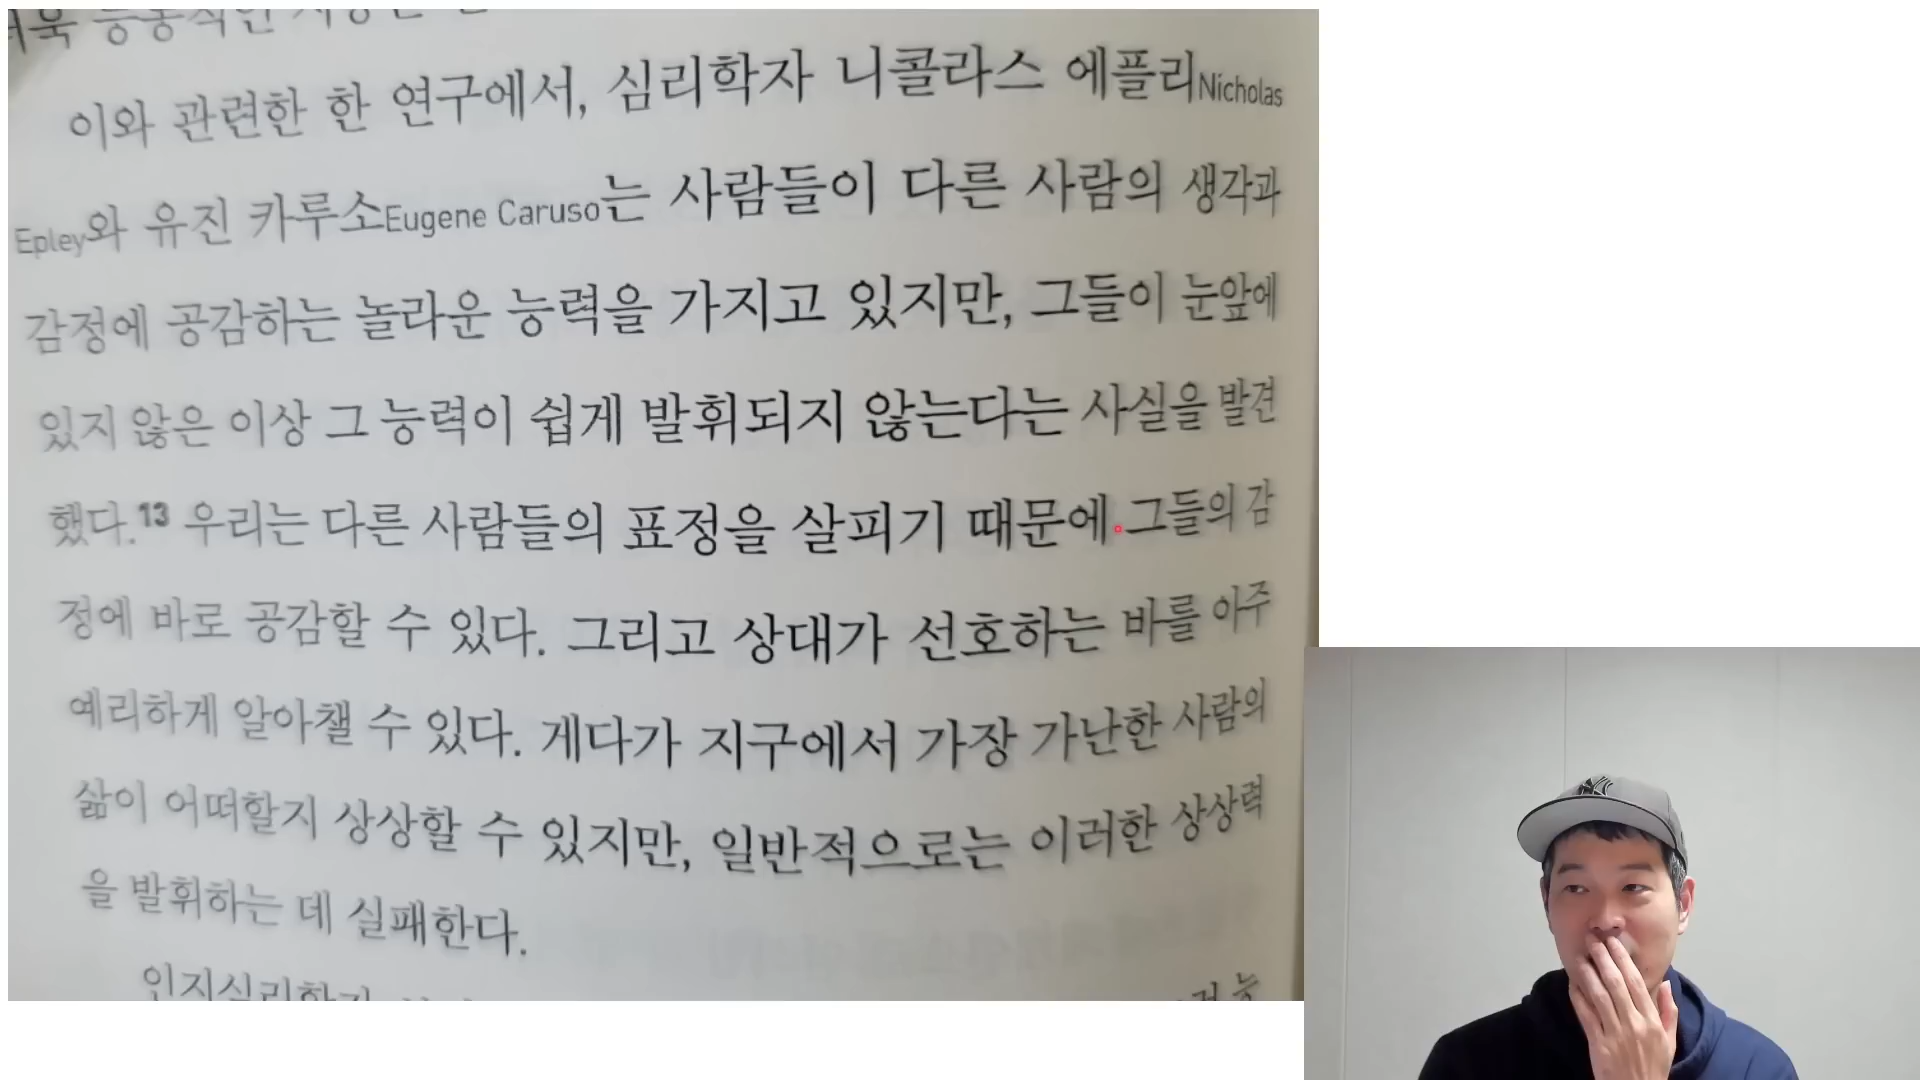 이와 관련한 한 연구에서, 심리학자 니콜라스 에플리Nicholas
Epley와 유진 카루소Eugene Caruso는 사람들이 다른 사람의 생각과
감정에 공감하는 놀라운 능력을 가지고 있지만, 그들이 눈앞에
있지 않은 이상 그 능력이 쉽게 발휘되지 않는다는 사실을 발견
했다.13 우리는 다른 사람들의 표정을 살피기 때문에 그들의 감
정에 바로 공감할 수 있다. 그리고 상대가 선호하는 바를 아주
예리하게 알아챌 수 있다. 게다가 지구에서 가장 가난한 사람의
삶이 어떠할지 상상할 수 있지만, 일반적으로는 이러한 상상력
을 발휘하는 데 실패한다.